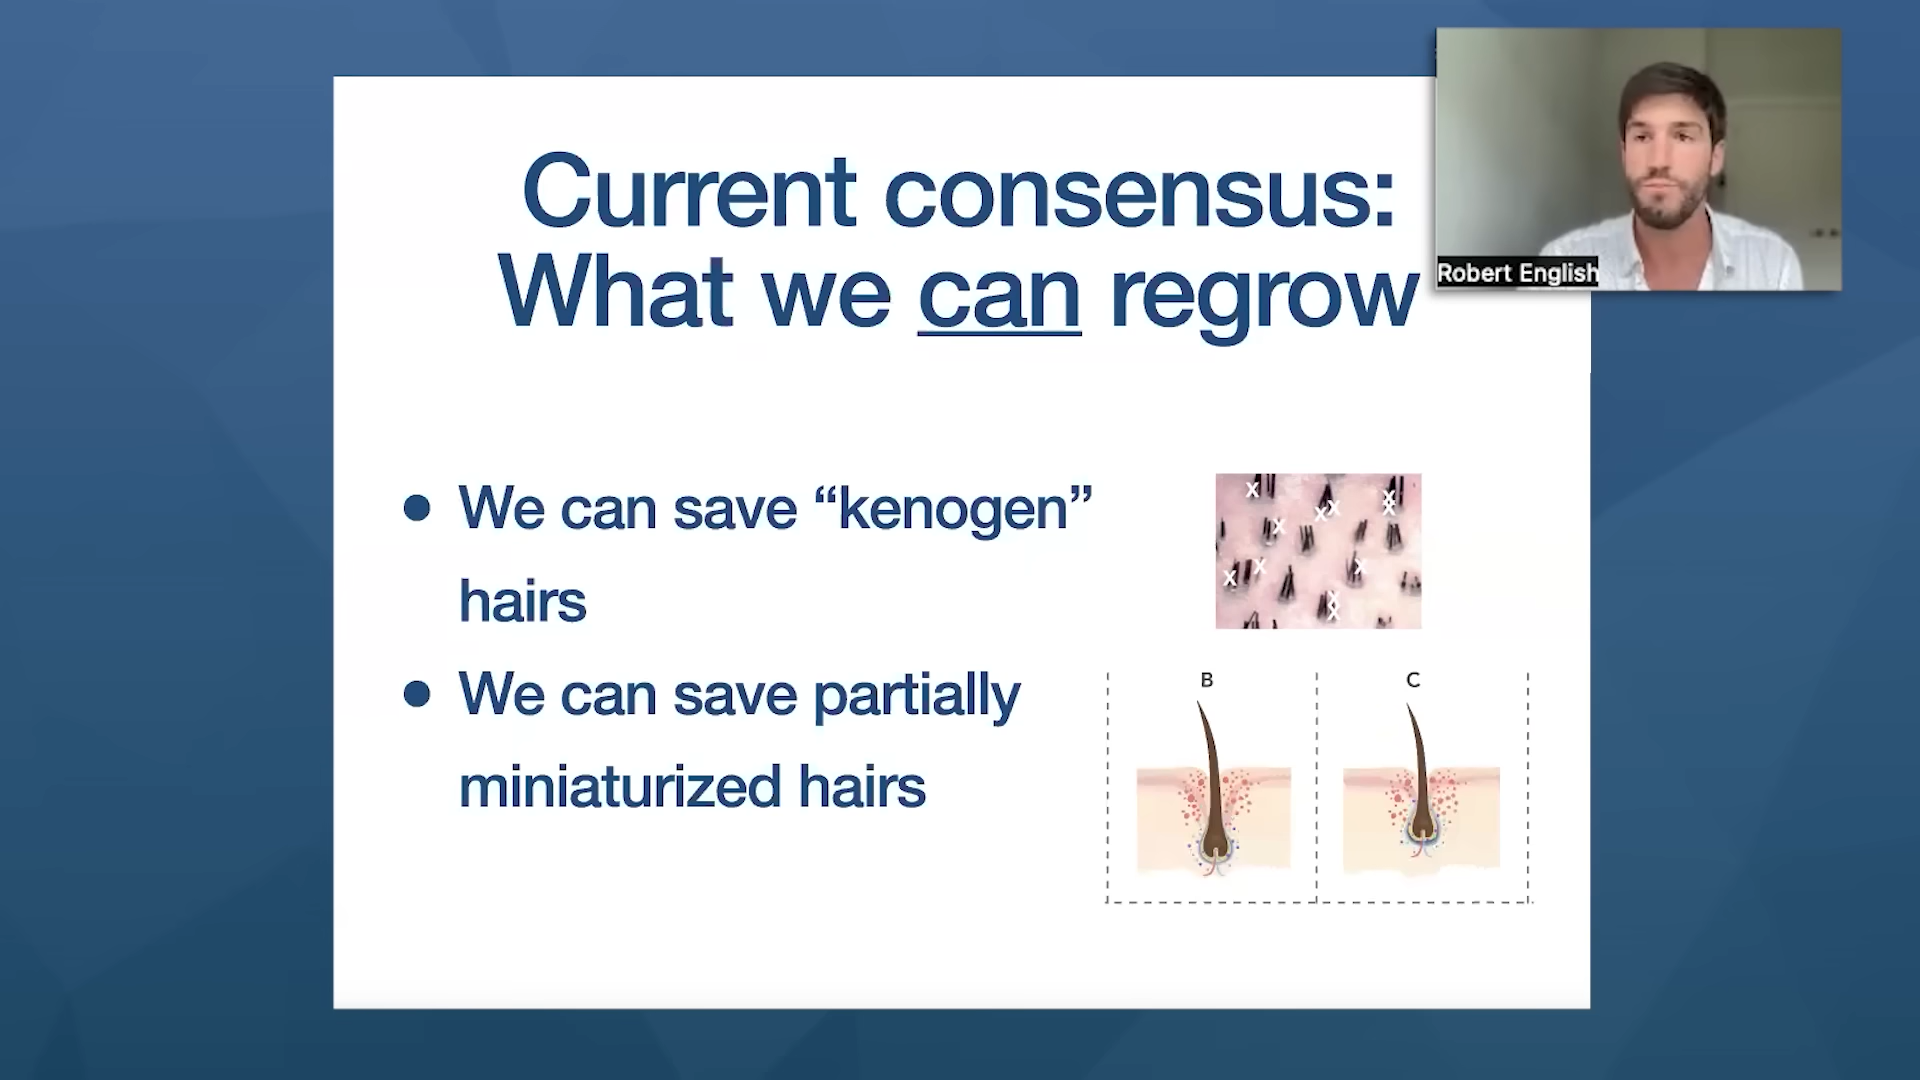 Current consensus:
What we can regrow
Robert English
• We can save “kenogen”
hairs
• We can save partially
miniaturized hairs
X X X X X X X X X X X X
B C